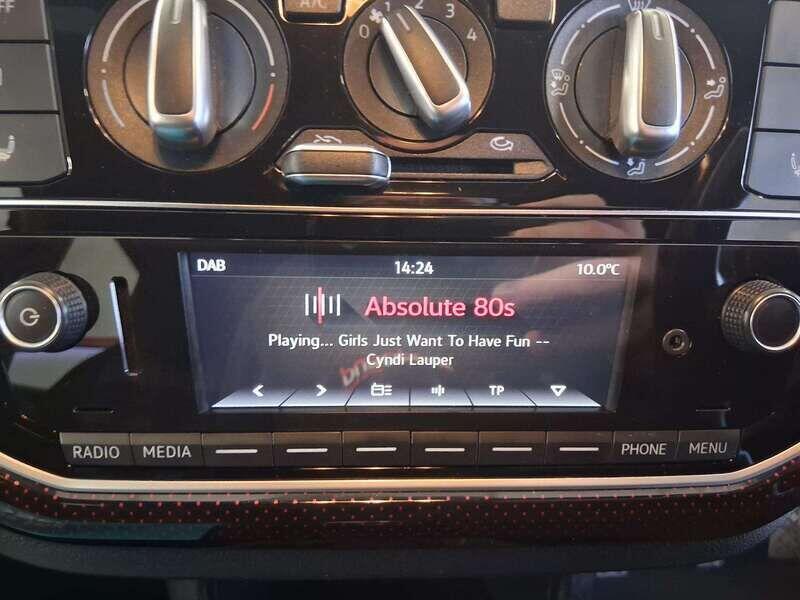 OFF
A/C
0 1 2 3 4
DAB 14:24 10.0°C
Absolute 80s
Playing... Girls Just Want To Have Fun --
Cyndi Lauper
< > TP
RADIO MEDIA PHONE MENU